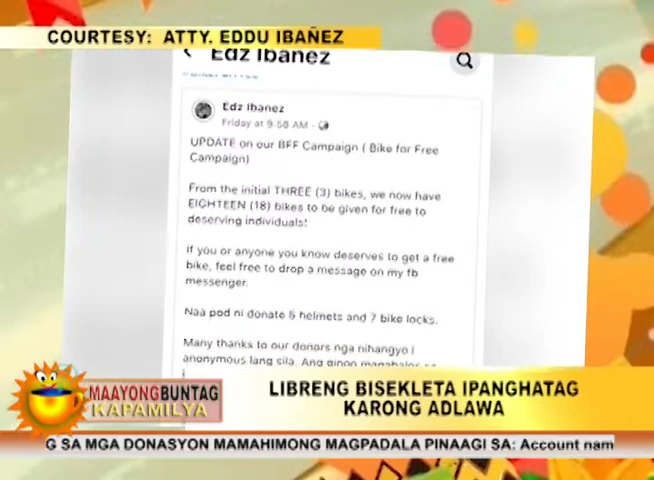 COURTESY: ATTY. EDDU IBAÑEZ
Edz Ibanez
Edz Ibanez
Friday at 9:58 AM
UPDATE on our BFF Campaign ( Bike for Free
Campaign)
From the initial THREE (3) bikes, we now have
EIGHTEEN (18) bikes to be given for free to
deserving individuals!
If you or anyone you know deserves to get a free
bike, feel free to drop a message on my fb
messenger.
Naa pod ni donate 6 helmets and 7 bike locks.
Many thanks to our donors nga nihangyo i
anonymous lang sila. Ang ginoo magabalos sa
MAAYONG BUNTAG
KAPAMILYA
LIBRENG BISEKLETA IPANGHATAG
KARONG ADLAWA
G SA MGA DONASYON MAMAHIMONG MAGPADALA PINAAGI SA: Account nam